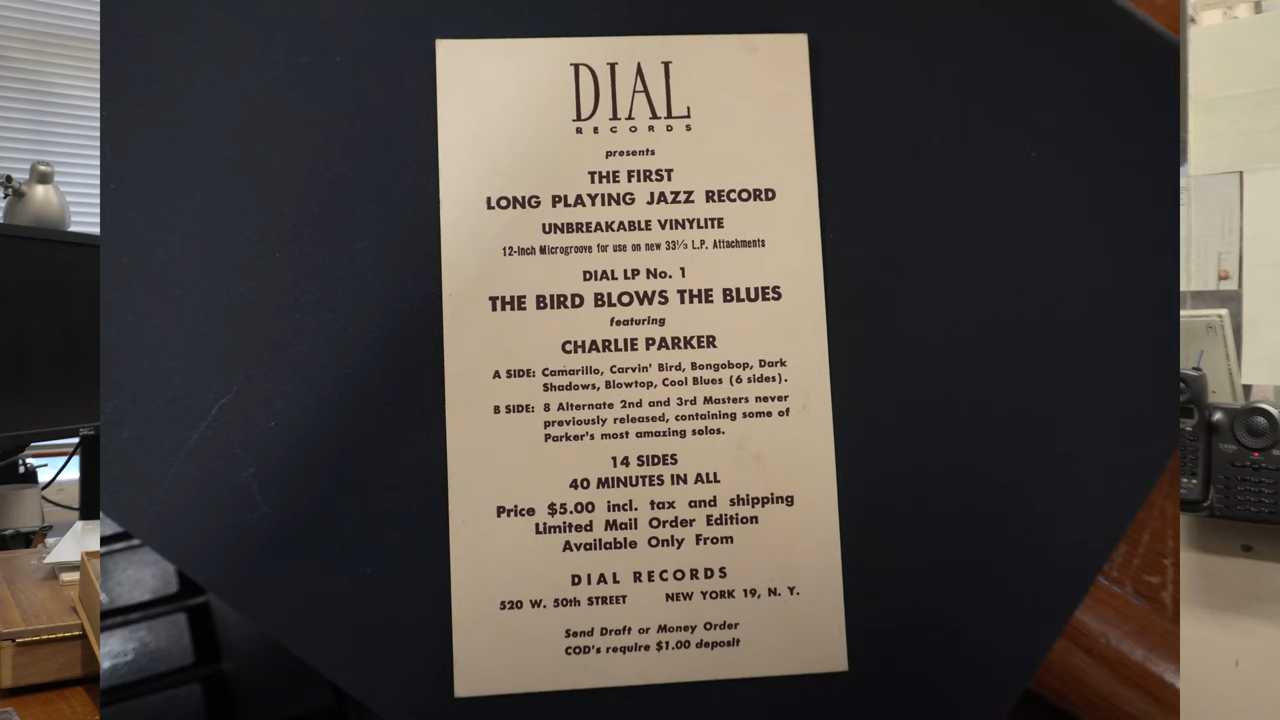 DIAL
RECORDS
presents
THE FIRST
LONG PLAYING JAZZ RECORD
UNBREAKABLE VINYLITE
12-Inch Microgroove for use on new 33⅓ L.P. Attachments
DIAL LP No. 1
THE BIRD BLOWS THE BLUES
featuring
CHARLIE PARKER
A SIDE: Camarillo, Carvin' Bird, Bongobop, Dark
Shadows, Blowtop, Cool Blues (6 sides).
B SIDE: 8 Alternate 2nd and 3rd Masters never
previously released, containing some of
Parker's most amazing solos.
14 SIDES
40 MINUTES IN ALL
Price $5.00 incl. tax and shipping
Limited Mail Order Edition
Available Only From
DIAL RECORDS
520 W. 50th STREET NEW YORK 19, N. Y.
Send Draft or Money Order
COD's require $1.00 deposit